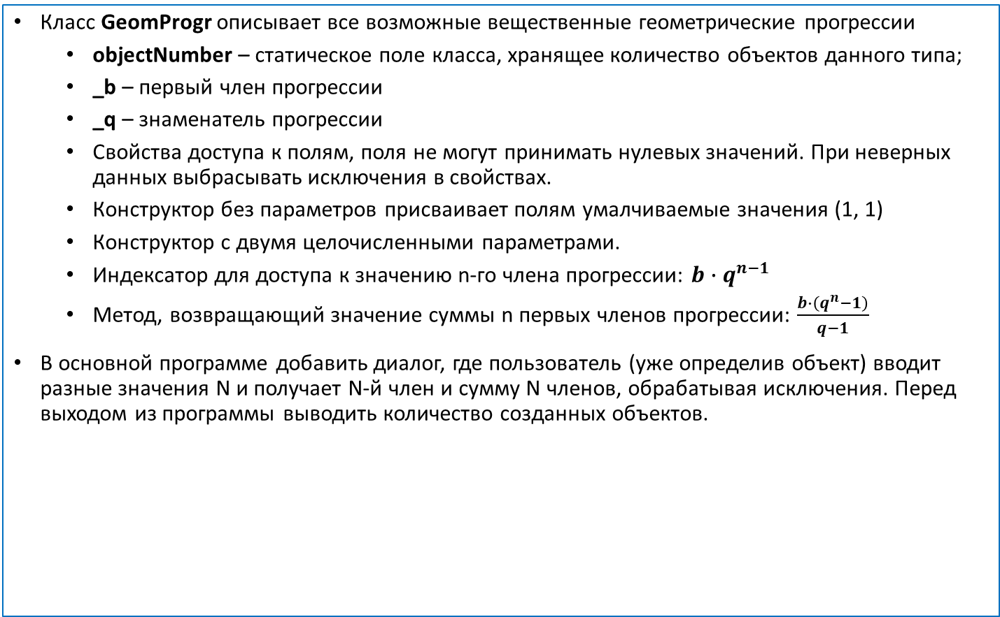 • Класс GeomProgr описывает все возможные вещественные геометрические прогрессии
• objectNumber – статическое поле класса, хранящее количество объектов данного типа;
• _b – первый член прогрессии
• _q – знаменатель прогрессии
• Свойства доступа к полям, поля не могут принимать нулевых значений. При неверных
данных выбрасывать исключения в свойствах.
• Конструктор без параметров присваивает полям умалчиваемые значения (1, 1)
• Конструктор с двумя целочисленными параметрами.
• Индексатор для доступа к значению n-го члена прогрессии: b · q^{n−1}
• Метод, возвращающий значение суммы n первых членов прогрессии: \frac{b·(q^n−1)}{q−1}
• В основной программе добавить диалог, где пользователь (уже определив объект) вводит
разные значения N и получает N-й член и сумму N членов, обрабатывая исключения. Перед
выходом из программы выводить количество созданных объектов.